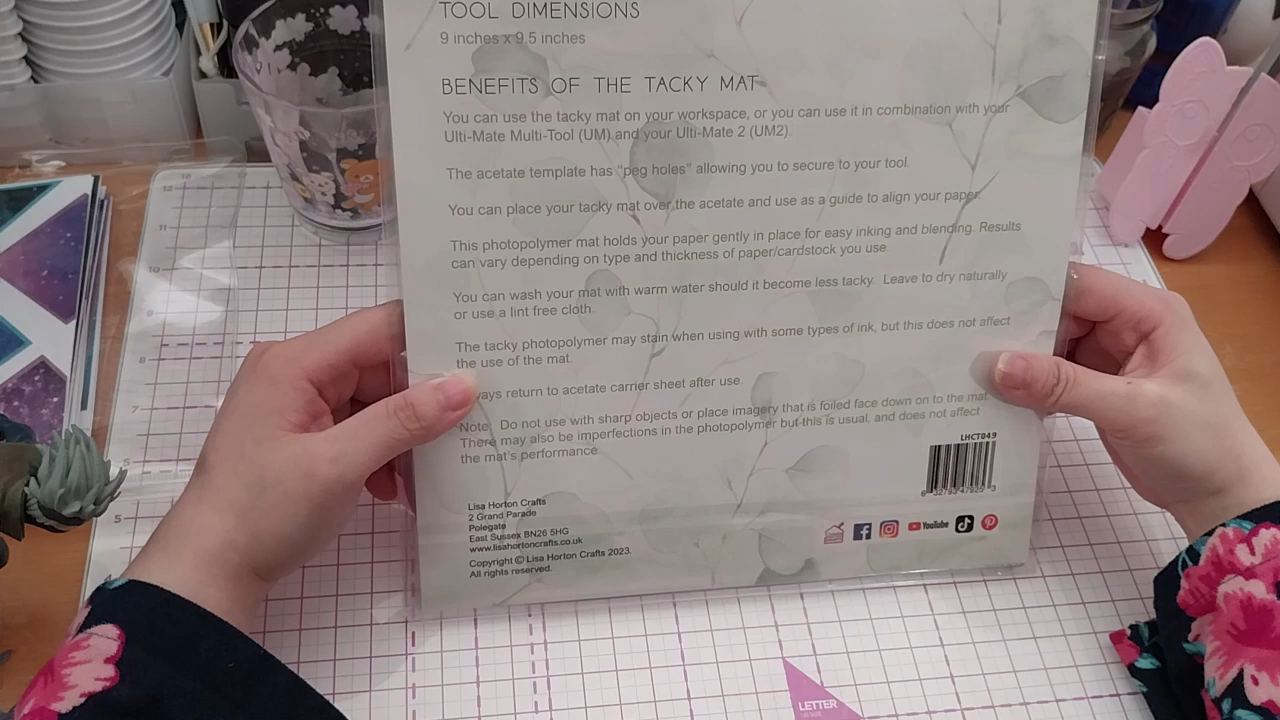 TOOL DIMENSIONS
9 inches x 9.5 inches
BENEFITS OF THE TACKY MAT
You can use the tacky mat on your workspace, or you can use it in combination with your
Ulti-Mate Multi-Tool (UM) and your Ulti-Mate 2 (UM2).
The acetate template has "peg holes" allowing you to secure to your tool.
You can place your tacky mat over the acetate and use as a guide to align your paper.
This photopolymer mat holds your paper gently in place for easy inking and blending. Results
can vary depending on type and thickness of paper/cardstock you use.
You can wash your mat with warm water should it become less tacky. Leave to dry naturally
or use a lint free cloth.
The tacky photopolymer may stain when using with some types of ink, but this does not affect
the use of the mat.
ways return to acetate carrier sheet after use.
Note: Do not use with sharp objects or place imagery that is foiled face down on to the mat.
There may also be imperfections in the photopolymer but this is usual, and does not affect
the mat's performance.
LHCT049
Lisa Horton Crafts
2 Grand Parade
Polegate
East Sussex BN26 5HG
www.lisahortoncrafts.co.uk
Copyright © Lisa Horton Crafts 2023.
All rights reserved.
YouTube
12
11
10
8
7
5
LETTER